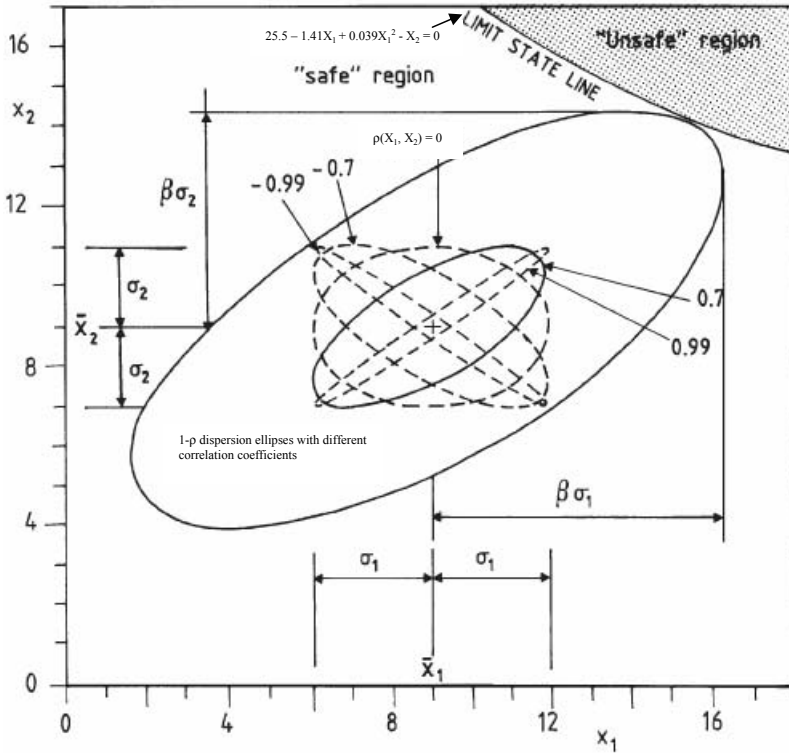 16
25.5 – 1.41X₁ + 0.039X₁² - X₂ = 0
LIMIT STATE LINE
"Unsafe" region
"safe" region
x₂
ρ(X₁, X₂) = 0
-0.99
-0.7
βσ₂
12
σ₂
x̄₂
σ₂
8
0.7
0.99
1-ρ dispersion ellipses with different
correlation coefficients
βσ₁
4
σ₁
σ₁
x̄₁
0
0
4
8
12
16
x₁